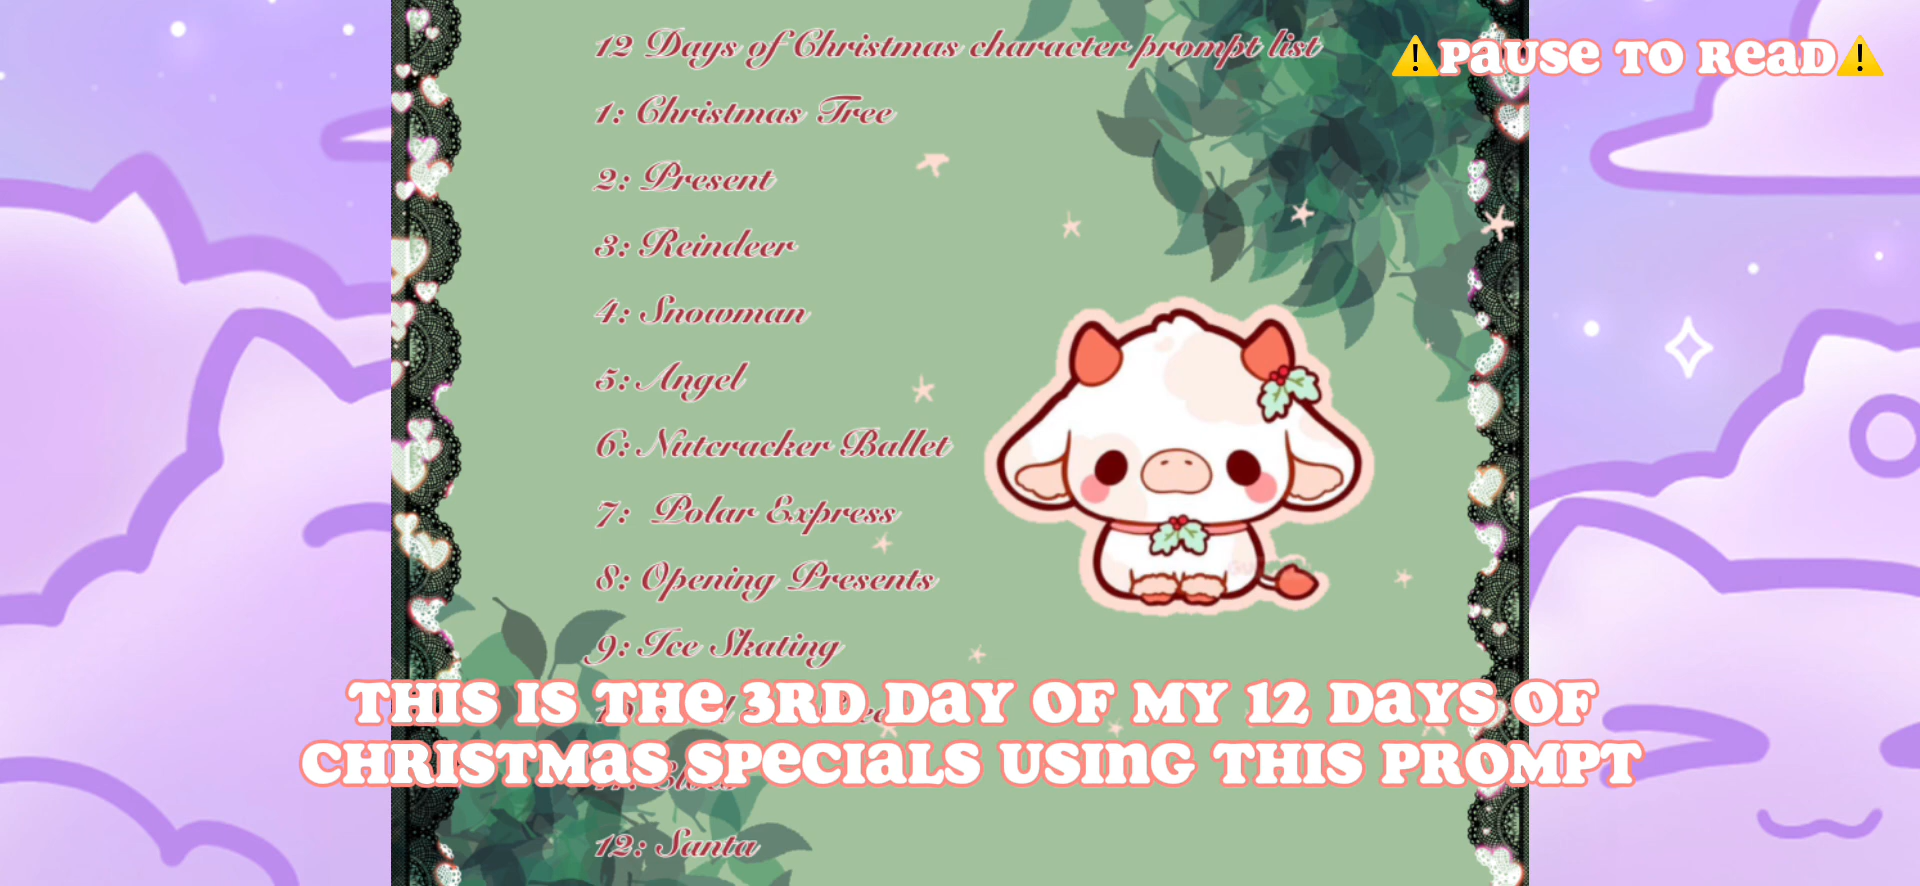 12 Days of Christmas character prompt list
⚠️PAUSE TO READ⚠️
1: Christmas Tree
2: Present
3: Reindeer
4: Snowman
5: Angel
6: Nutcracker Ballet
7: Polar Express
8: Opening Presents
9: Ice Skating
THIS IS THE 3RD DAY OF MY 12 DAYS OF
CHRISTMAS SPECIALS USING THIS PROMPT
12: Santa